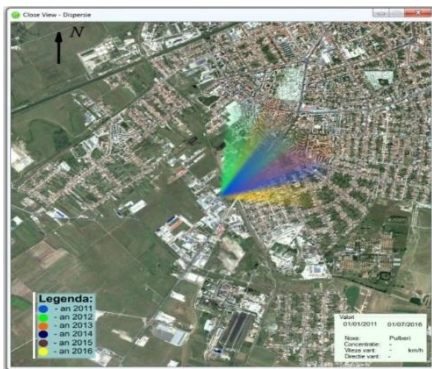 Close View - Dispersie
N
Legenda:
- an 2011
- an 2012
- an 2013
- an 2014
- an 2015
- an 2016
Valori
01/01/2011 01/07/2016
Noxa: Pulberi
Concentratie: -
Viteza vant: - km/h
Directie vant: -